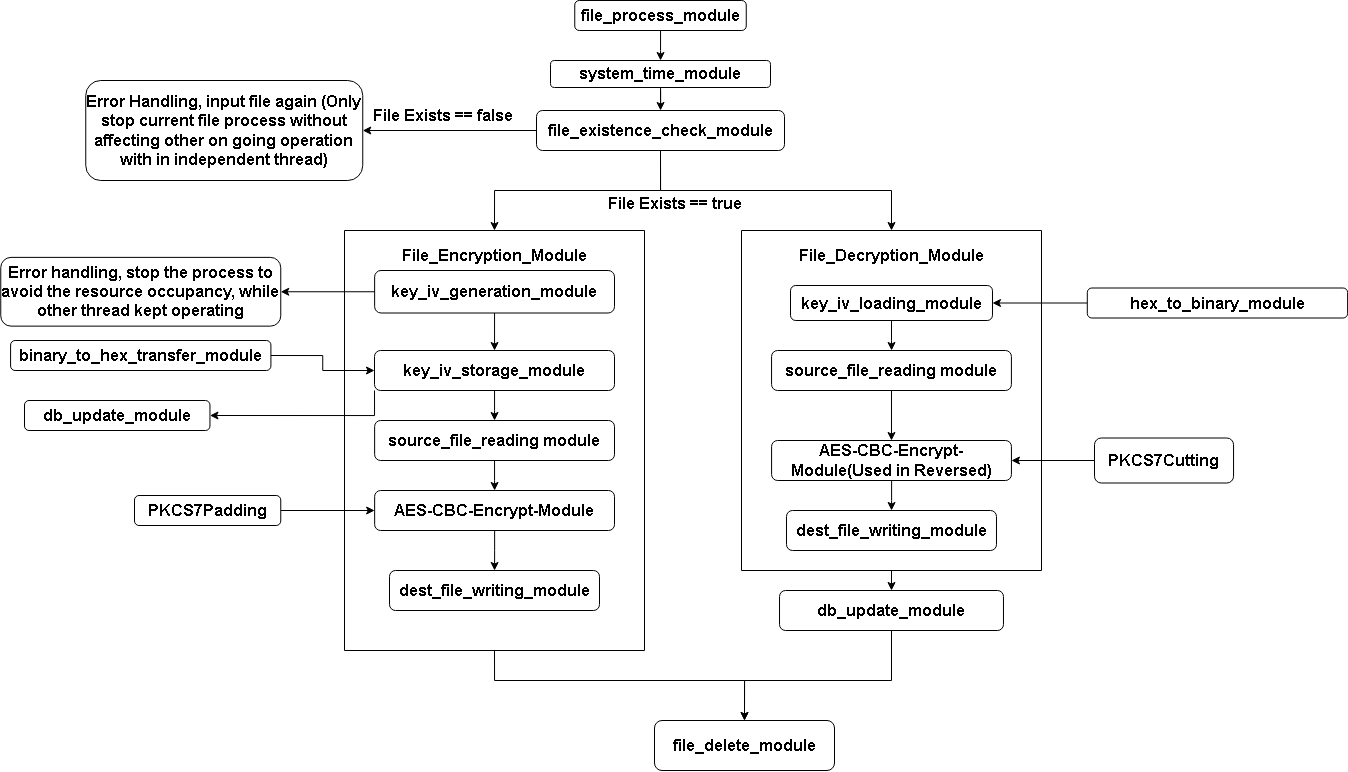 file_process_module
system_time_module
Error Handling, input file again (Only
stop current file process without
affecting other on going operation
with in independent thread)
File Exists == false
file_existence_check_module
File Exists == true
File_Encryption_Module
File_Decryption_Module
Error handling, stop the process to
avoid the resource occupancy, while
other thread kept operating
key_iv_generation_module
key_iv_loading_module
hex_to_binary_module
binary_to_hex_transfer_module
key_iv_storage_module
source_file_reading module
db_update_module
source_file_reading module
AES-CBC-Encrypt-
Module(Used in Reversed)
PKCS7Cutting
PKCS7Padding
AES-CBC-Encrypt-Module
dest_file_writing_module
dest_file_writing_module
db_update_module
file_delete_module